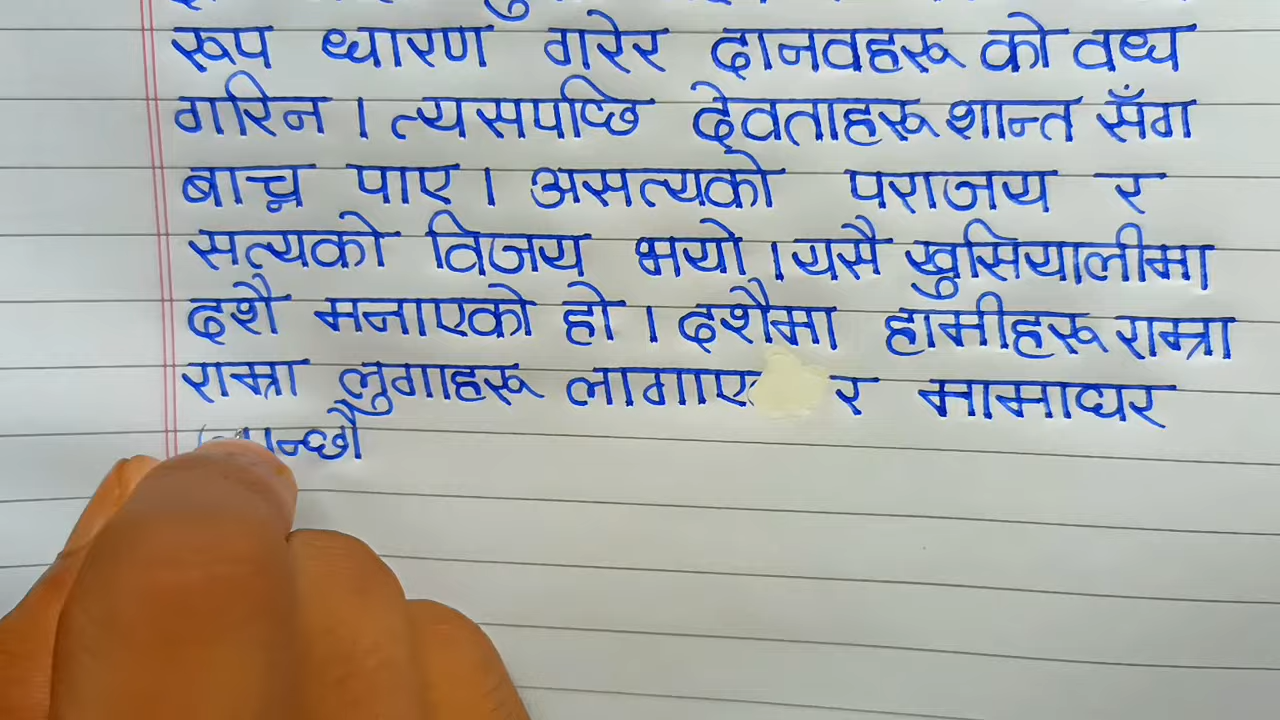 रूप धारण गरेर दानवहरू को वध
गरिन । त्यसपछि देवताहरू शान्त सँग
बाच्न पाए । असत्यको पराजय र
सत्यको विजय भयो । यसै खुसियालीमा
दशै मनाएको हो । दशैमा हामीहरू राम्रा
राम्रा लुगाहरू लागाए र मामाघर